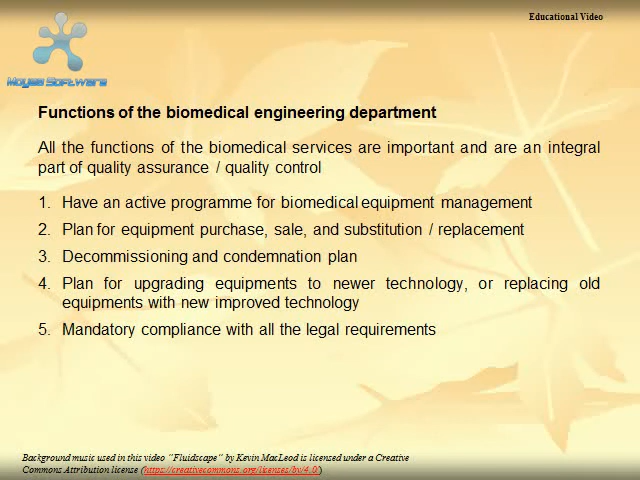 Educational Video
Moyea Software
Functions of the biomedical engineering department
All the functions of the biomedical services are important and are an integral
part of quality assurance / quality control
1. Have an active programme for biomedical equipment management
2. Plan for equipment purchase, sale, and substitution / replacement
3. Decommissioning and condemnation plan
4. Plan for upgrading equipments to newer technology, or replacing old
equipments with new improved technology
5. Mandatory compliance with all the legal requirements
Background music used in this video "Fluidscape" by Kevin MacLeod is licensed under a Creative
Commons Attribution license (https://creativecommons.org/licenses/by/4.0/)